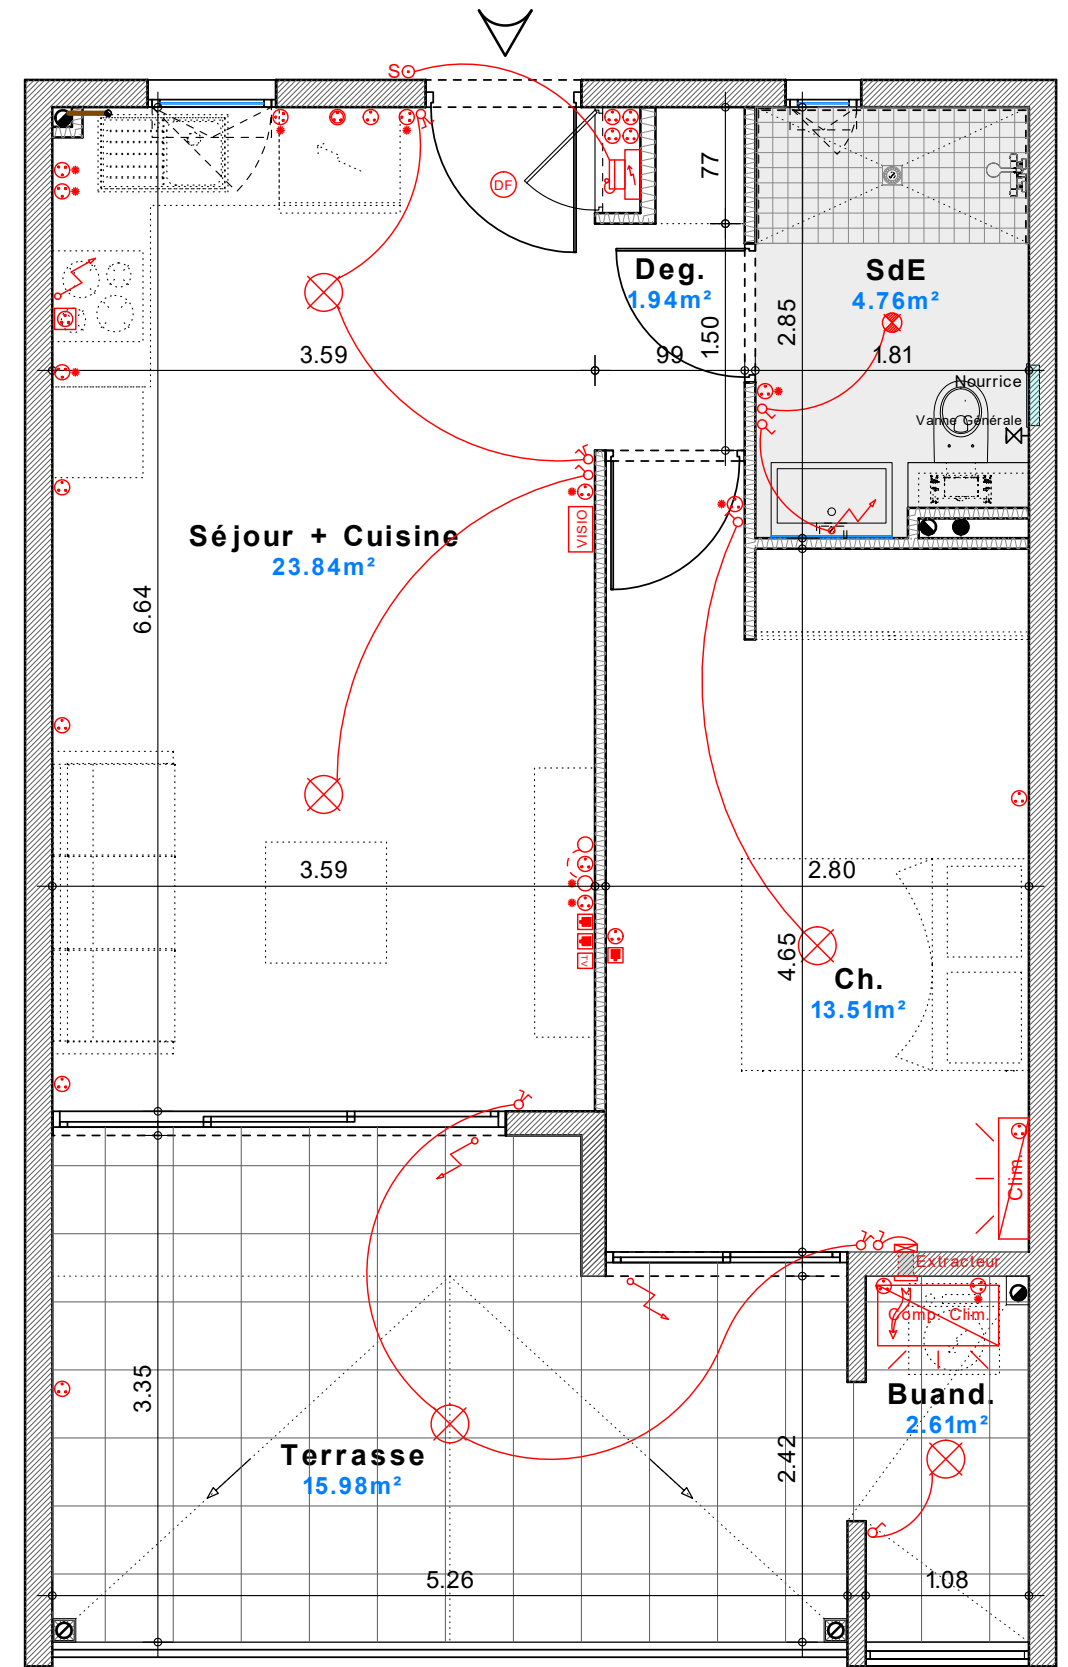 S
DF
77
Deg.
1.94m²
SdE
4.76m²
1.50
2.85
3.59
99
1.81
Nourrice
Vanne Générale
VISIO
Séjour + Cuisine
23.84m²
6.64
3.59
2.80
TV
4.65
Ch.
13.51m²
Clim.
Extracteur
Comp. Clim.
3.35
Buand.
2.61m²
2.42
Terrasse
15.98m²
5.26
1.08